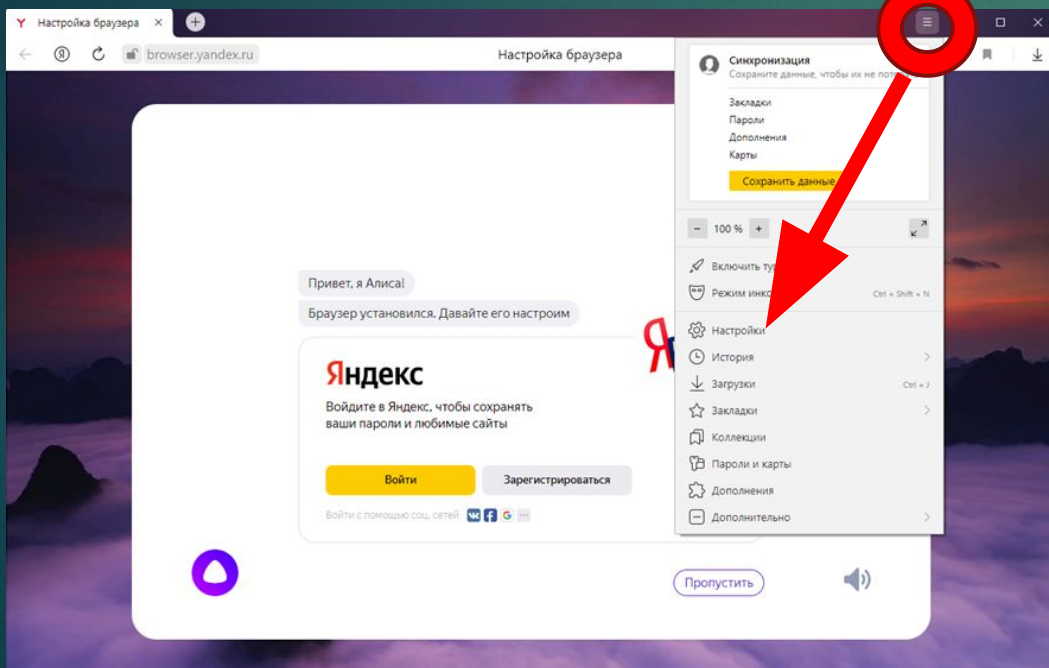 Настройка браузера
browser.yandex.ru
Настройка браузера
Синхронизация
Сохраните данные, чтобы их не
Закладки
Пароли
Дополнения
Карты
Сохранить данные
100 %
Включить
Режим
Ctrl + Shift + N
Настройки
История
Загрузки
Ctrl + J
Закладки
Коллекции
Пароли и карты
Дополнения
Дополнительно
Привет, я Алиса!
Браузер установился. Давайте его настроим
Яндекс
Войдите в Яндекс, чтобы сохранять
ваши пароли и любимые сайты
Войти
Зарегистрироваться
Войти с помощью соц. сетей
Пропустить